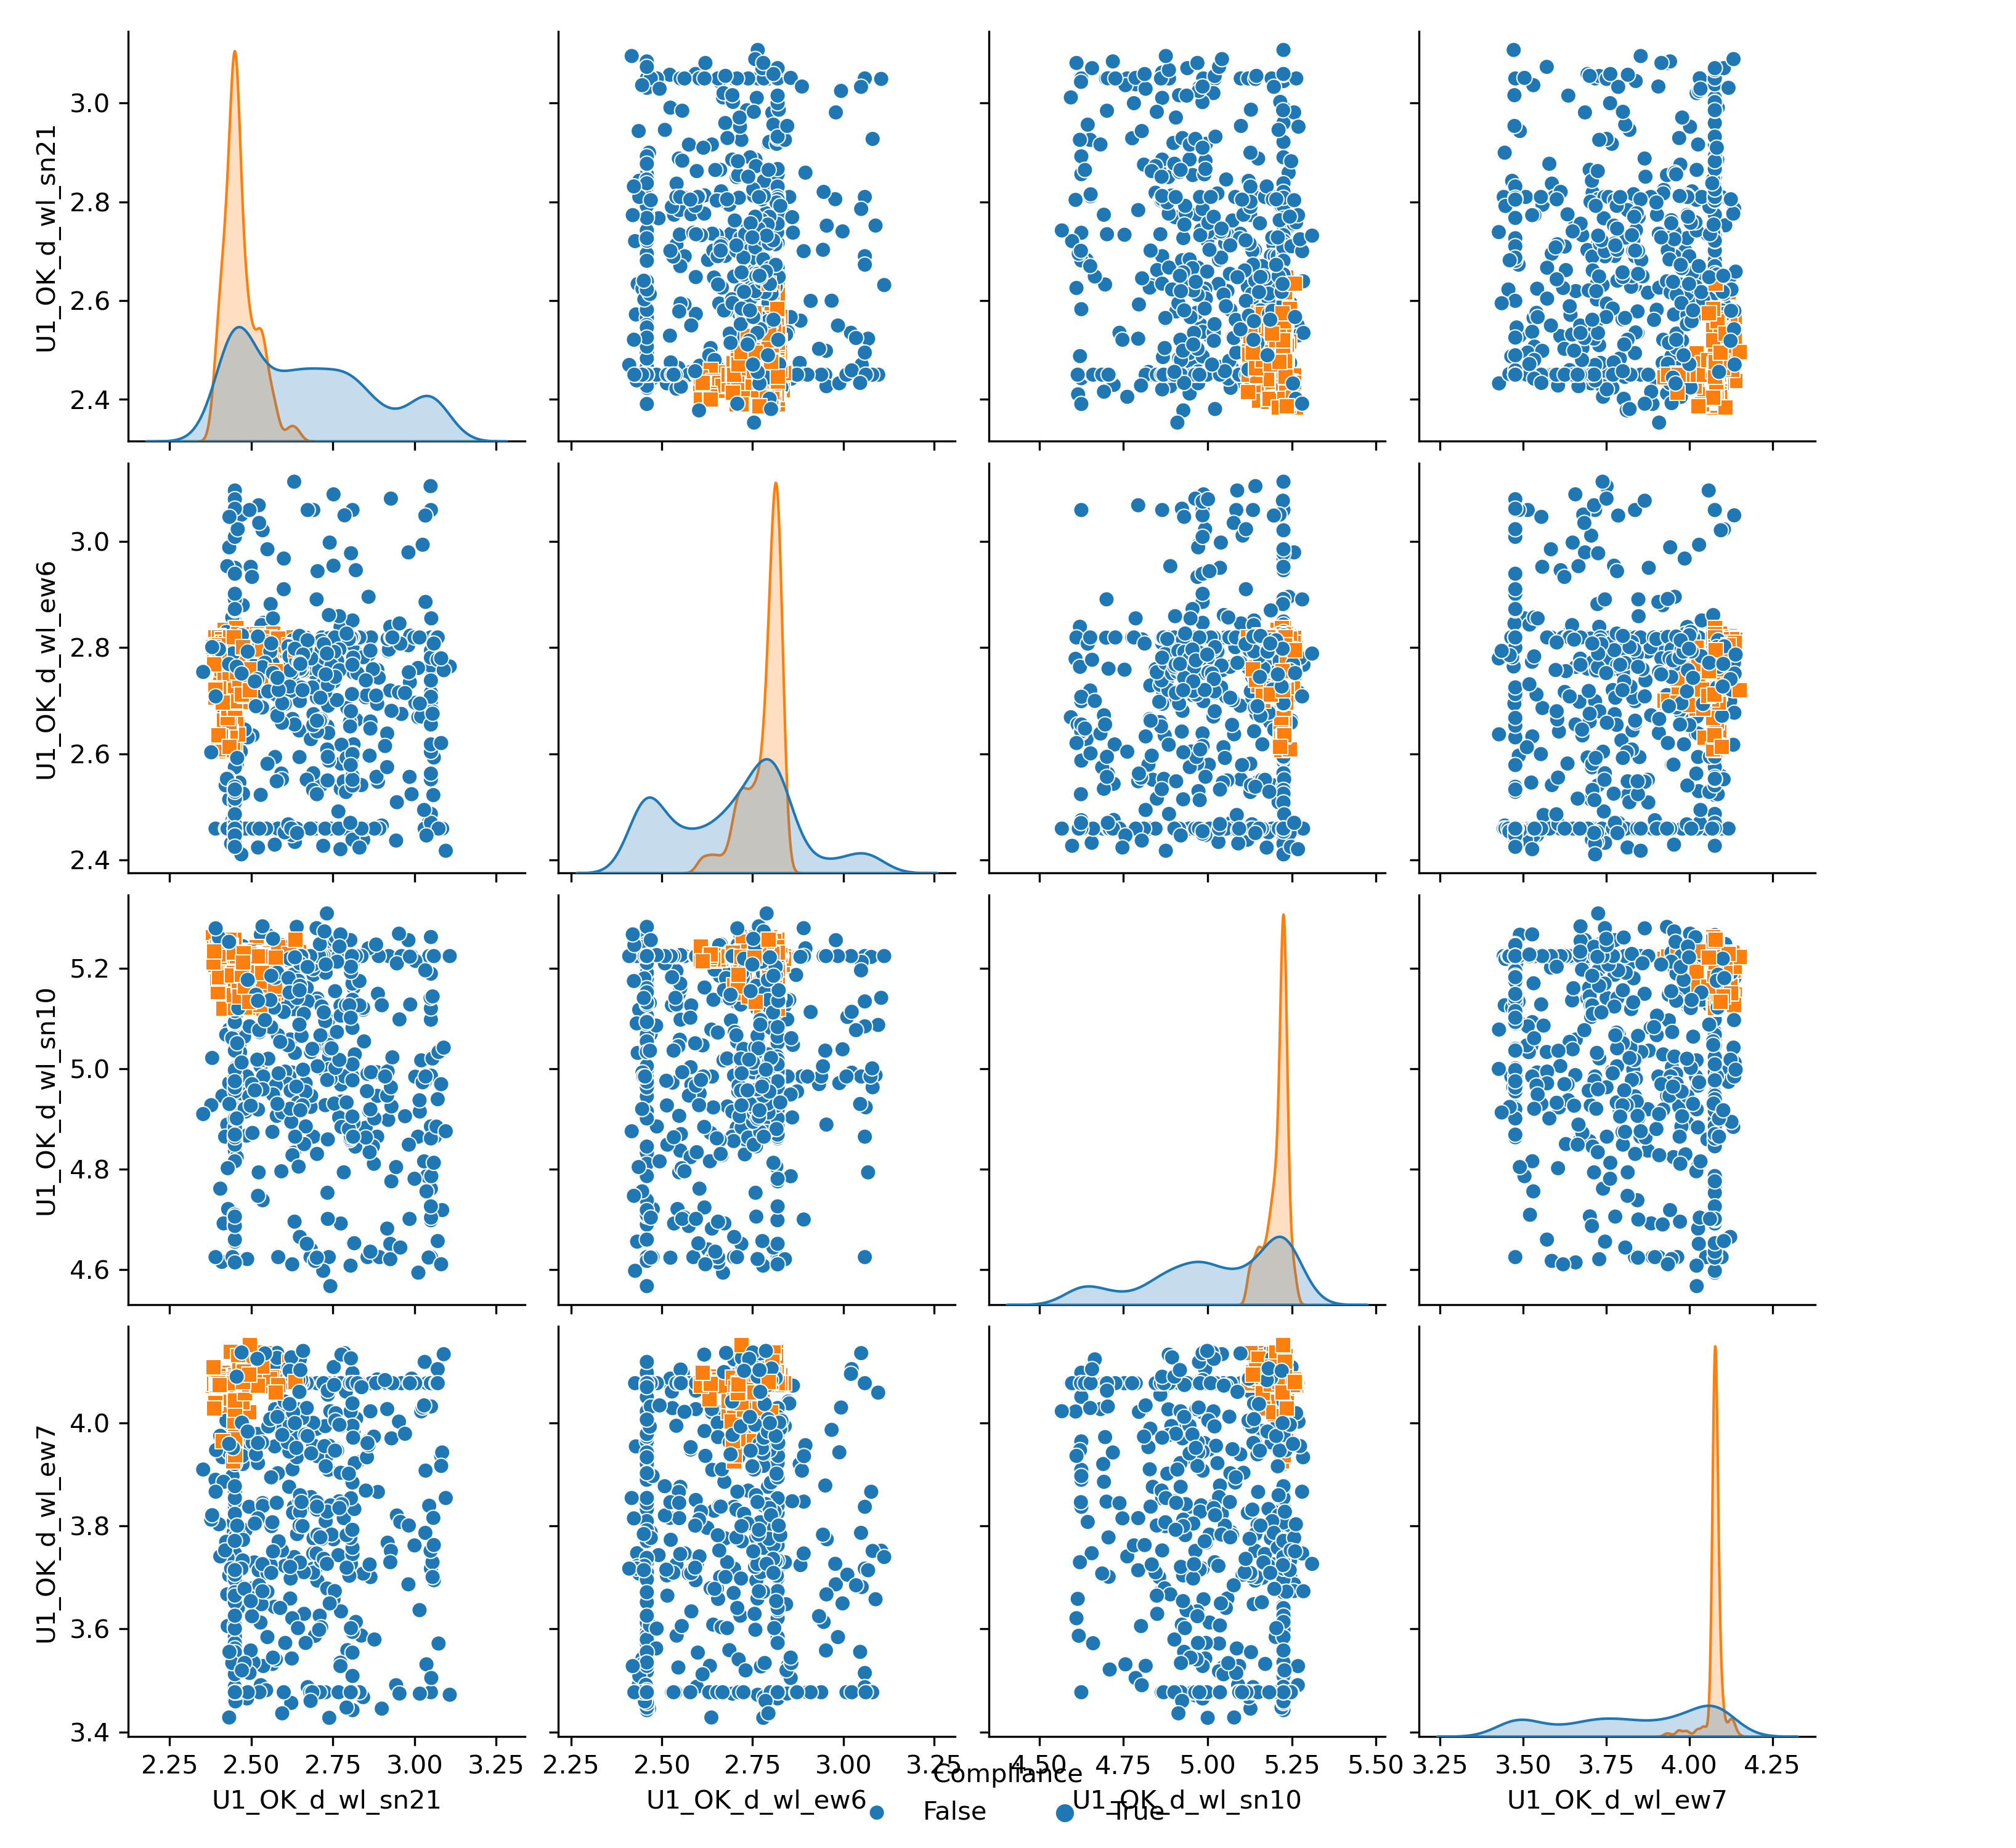 U1_OK_d_wl_sn21
3.0
2.8
2.6
2.4
U1_OK_d_wl_ew6
3.0
2.8
2.6
2.4
U1_OK_d_wl_sn10
5.2
5.0
4.8
4.6
U1_OK_d_wl_ew7
4.0
3.8
3.6
3.4
2.25 2.50 2.75 3.00 3.25 2.25 2.50 2.75 3.00 3.25 4.50 4.75 5.00 5.25 5.50 3.25 3.50 3.75 4.00 4.25
Compliance
U1_OK_d_wl_sn21 U1_OK_d_wl_ew6 U1_OK_d_wl_sn10 U1_OK_d_wl_ew7
False True